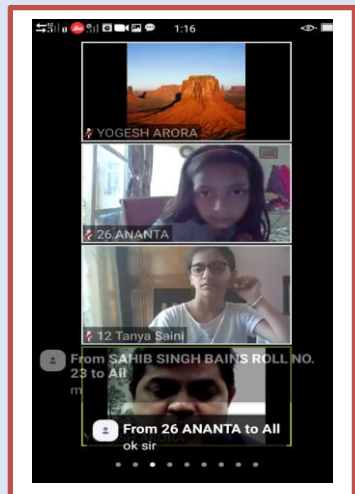 1:16
YOGESH ARORA
26 ANANTA
12 Tanya Saini
From SAHIB SINGH BAINS ROLL NO.
23 to All
m
From 26 ANANTA to All
ok sir